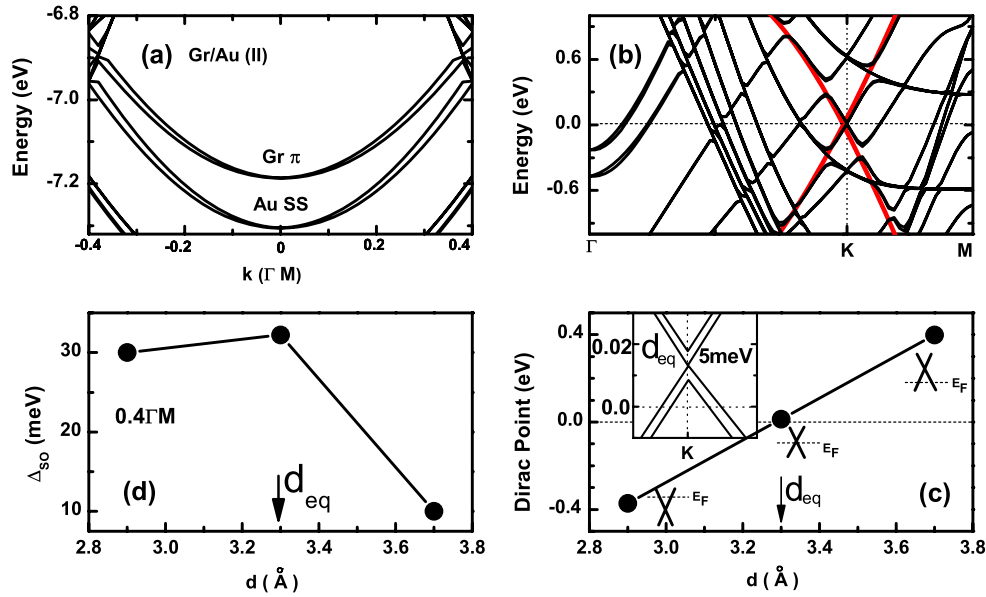 -6.8
-7.0
-7.2
Energy (eV)
(a)
Gr/Au (II)
Gr π
Au SS
-0.4 -0.2 0 0.2 0.4
k (Γ M)
0.6
0.0
-0.6
Energy (eV)
(b)
Γ K M
30
20
10
Δso (meV)
0.4ΓM
(d)
deq
2.8 3.0 3.2 3.4 3.6 3.8
d ( Å )
0.4
0.0
-0.4
Dirac Point (eV)
0.02
0.0
deq
5meV
K
EF
EF
EF
deq
(c)
2.8 3.0 3.2 3.4 3.6 3.8
d ( Å )